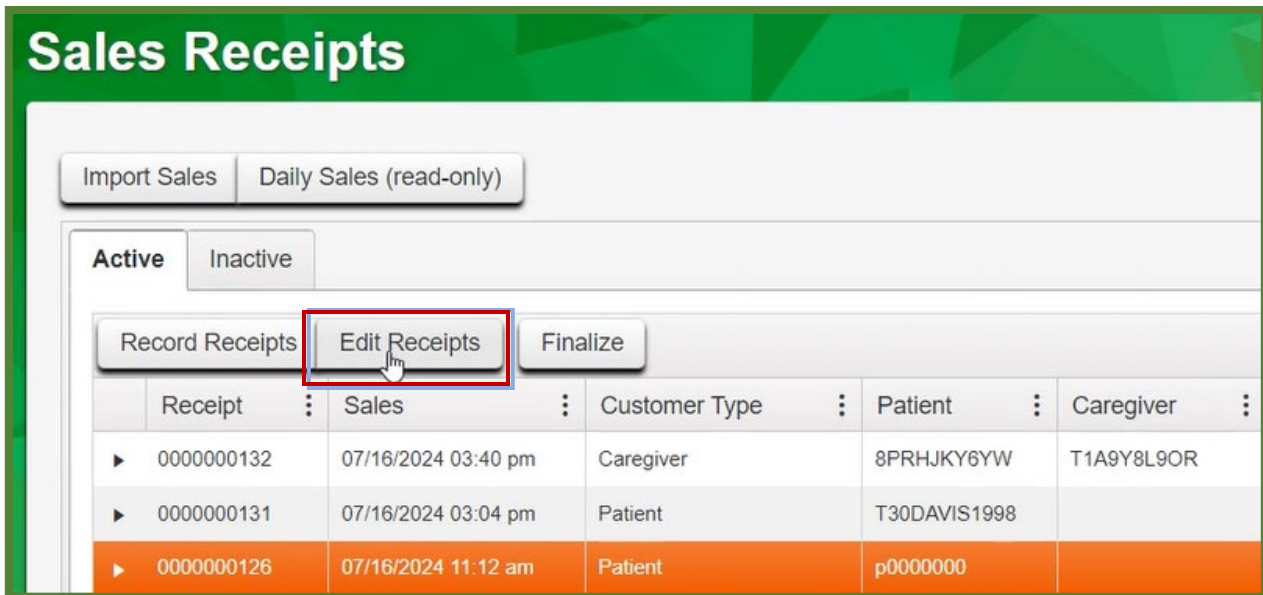 Sales Receipts
Import Sales Daily Sales (read-only)
Active Inactive
Record Receipts Edit Receipts Finalize
Receipt Sales Customer Type Patient Caregiver
0000000132 07/16/2024 03:40 pm Caregiver 8PRHJKY6YW T1A9Y8L9OR
0000000131 07/16/2024 03:04 pm Patient T30DAVIS1998
0000000126 07/16/2024 11:12 am Patient p0000000